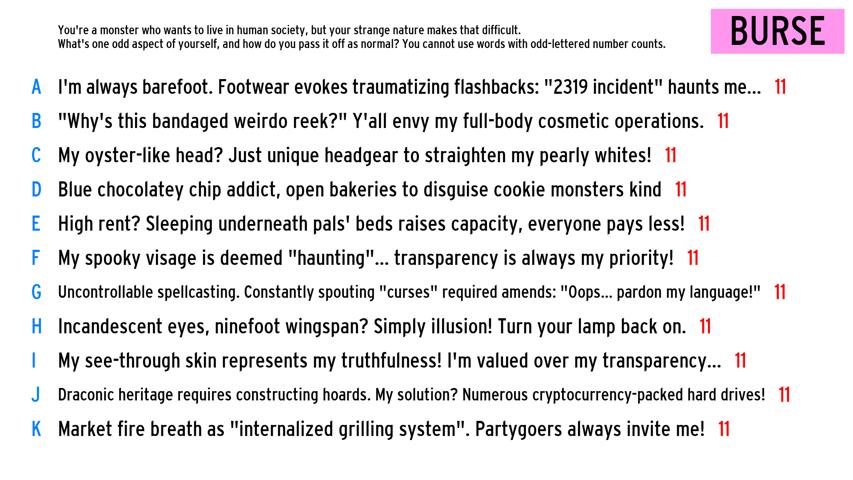 You're a monster who wants to live in human society, but your strange nature makes that difficult.
What's one odd aspect of yourself, and how do you pass it off as normal? You cannot use words with odd-lettered number counts.
BURSE
A I'm always barefoot. Footwear evokes traumatizing flashbacks: "2319 incident" haunts me... 11
B "Why's this bandaged weirdo reek?" Y'all envy my full-body cosmetic operations. 11
C My oyster-like head? Just unique headgear to straighten my pearly whites! 11
D Blue chocolatey chip addict, open bakeries to disguise cookie monsters kind 11
E High rent? Sleeping underneath pals' beds raises capacity, everyone pays less! 11
F My spooky visage is deemed "haunting"... transparency is always my priority! 11
G Uncontrollable spellcasting. Constantly spouting "curses" required amends: "Oops... pardon my language!" 11
H Incandescent eyes, ninefoot wingspan? Simply illusion! Turn your lamp back on. 11
I My see-through skin represents my truthfulness! I'm valued over my transparency... 11
J Draconic heritage requires constructing hoards. My solution? Numerous cryptocurrency-packed hard drives! 11
K Market fire breath as "internalized grilling system". Partygoers always invite me! 11